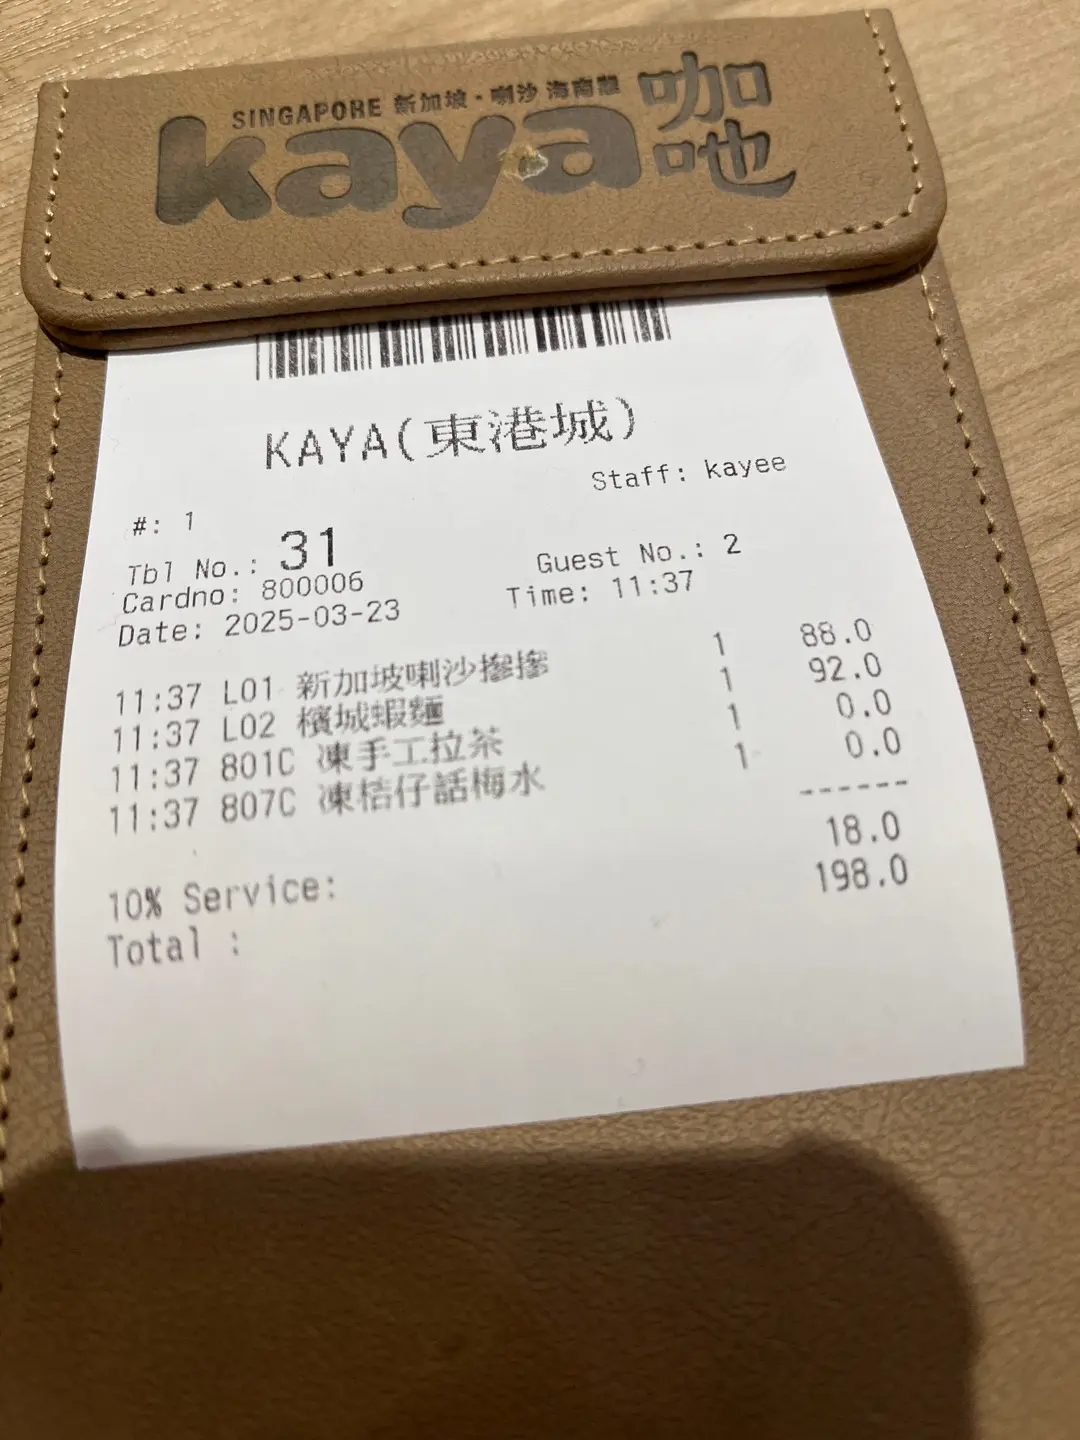 SINGAPORE 新加坡·喇沙 海南雞
kaya 咖吔
KAYA(東港城)
Staff: kayee
#: 1
Tbl No.: 31 Guest No.: 2
Cardno: 800006
Date: 2025-03-23 Time: 11:37
11:37 L01 新加坡喇沙摻摻 1 88.0
11:37 L02 檳城蝦麵 1 92.0
11:37 801C 凍手工拉茶 1 0.0
11:37 807C 凍桔仔話梅水 1 0.0
------
10% Service: 18.0
Total : 198.0